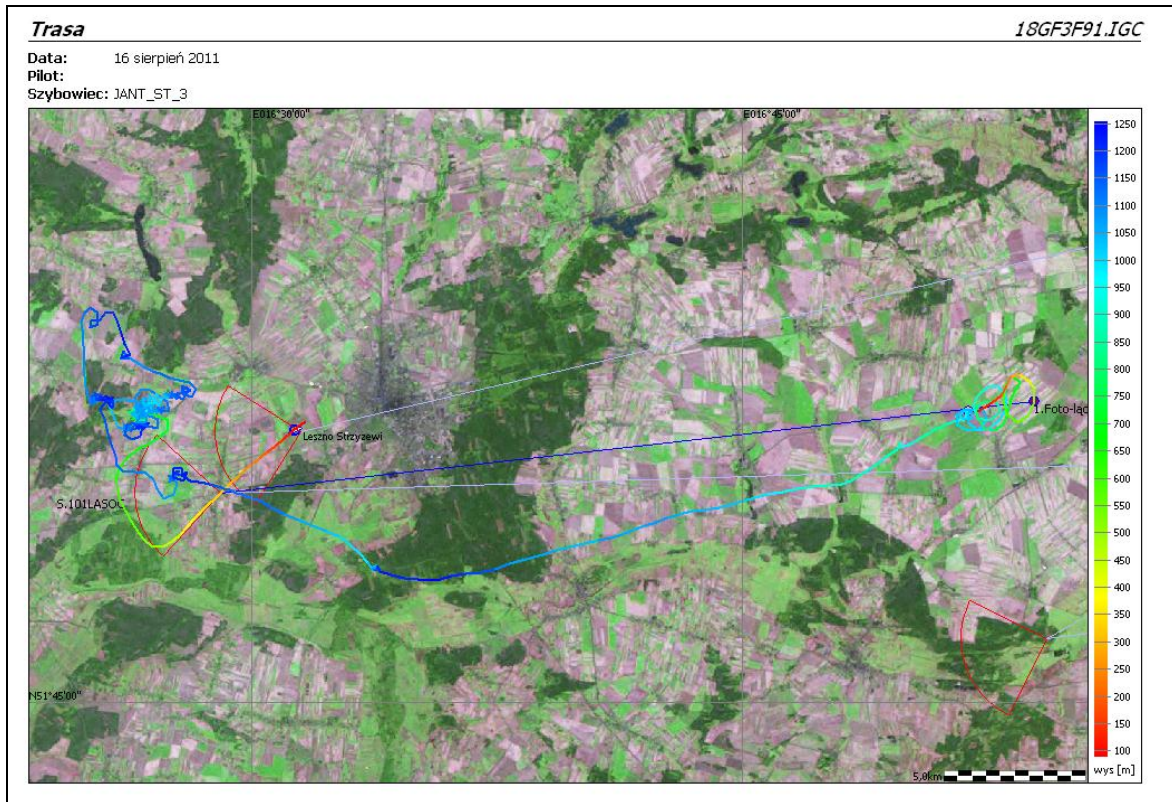 Trasa
18GF3F91.IGC
Data: 16 sierpień 2011
Pilot:
Szybowiec: JANT_ST_3
E016°30'00"
E016°45'00"
1250
1200
1150
1100
1050
1000
950
900
850
800
750
700
650
600
550
500
450
400
350
300
250
200
150
100
wys [m]
1.Foto-ląd
Leszno Strzyzewi
S.101LASOC
N51°45'00"
5.0km